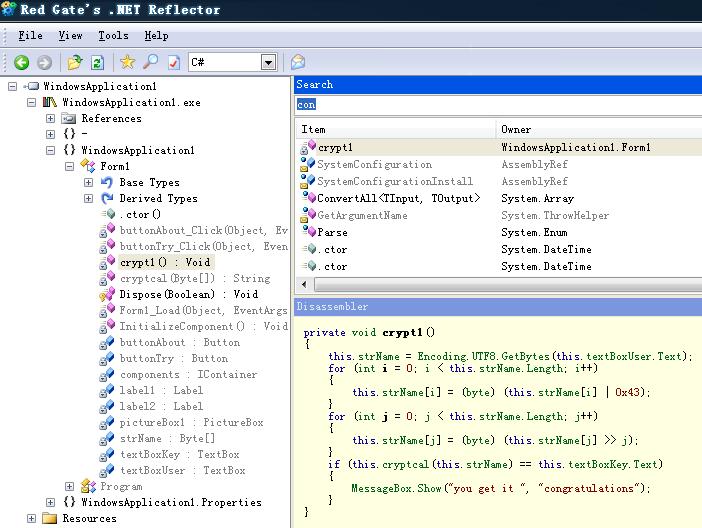 Red Gate's .NET Reflector
File View Tools Help
C#
WindowsApplication1
WindowsApplication1.exe
References
-
WindowsApplication1
Form1
Base Types
Derived Types
.ctor()
buttonAbout_Click(Object, Ev
buttonTry_Click(Object, Even
crypt1() : Void
cryptcal(Byte[]) : String
Dispose(Boolean) : Void
Form1_Load(Object, EventArgs
InitializeComponent() : Void
buttonAbout : Button
buttonTry : Button
components : IContainer
label1 : Label
label2 : Label
pictureBox1 : PictureBox
strName : Byte[]
textBoxKey : TextBox
textBoxUser : TextBox
Program
WindowsApplication1.Properties
Resources
Search
con
Item Owner
crypt1 WindowsApplication1.Form1
SystemConfiguration AssemblyRef
SystemConfigurationInstall AssemblyRef
ConvertAll<TInput, TOutput> System.Array
GetArgumentName System.ThrowHelper
Parse System.Enum
.ctor System.DateTime
.ctor System.DateTime
Disassembler
private void crypt1()
{
this.strName = Encoding.UTF8.GetBytes(this.textBoxUser.Text);
for (int i = 0; i < this.strName.Length; i++)
{
this.strName[i] = (byte) (this.strName[i] | 0x43);
}
for (int j = 0; j < this.strName.Length; j++)
{
this.strName[j] = (byte) (this.strName[j] >> j);
}
if (this.cryptcal(this.strName) == this.textBoxKey.Text)
{
MessageBox.Show("you get it ", "congratulations");
}
}